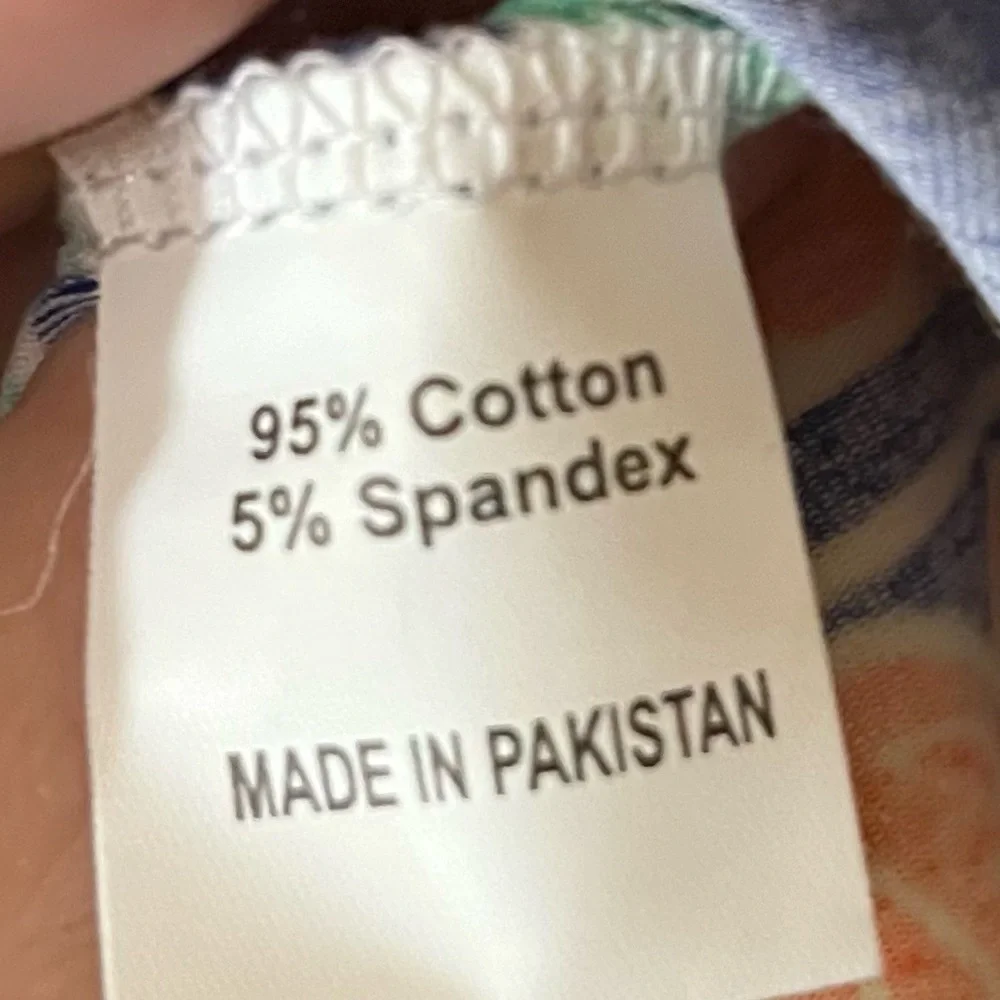 95% Cotton
5% Spandex
MADE IN PAKISTAN